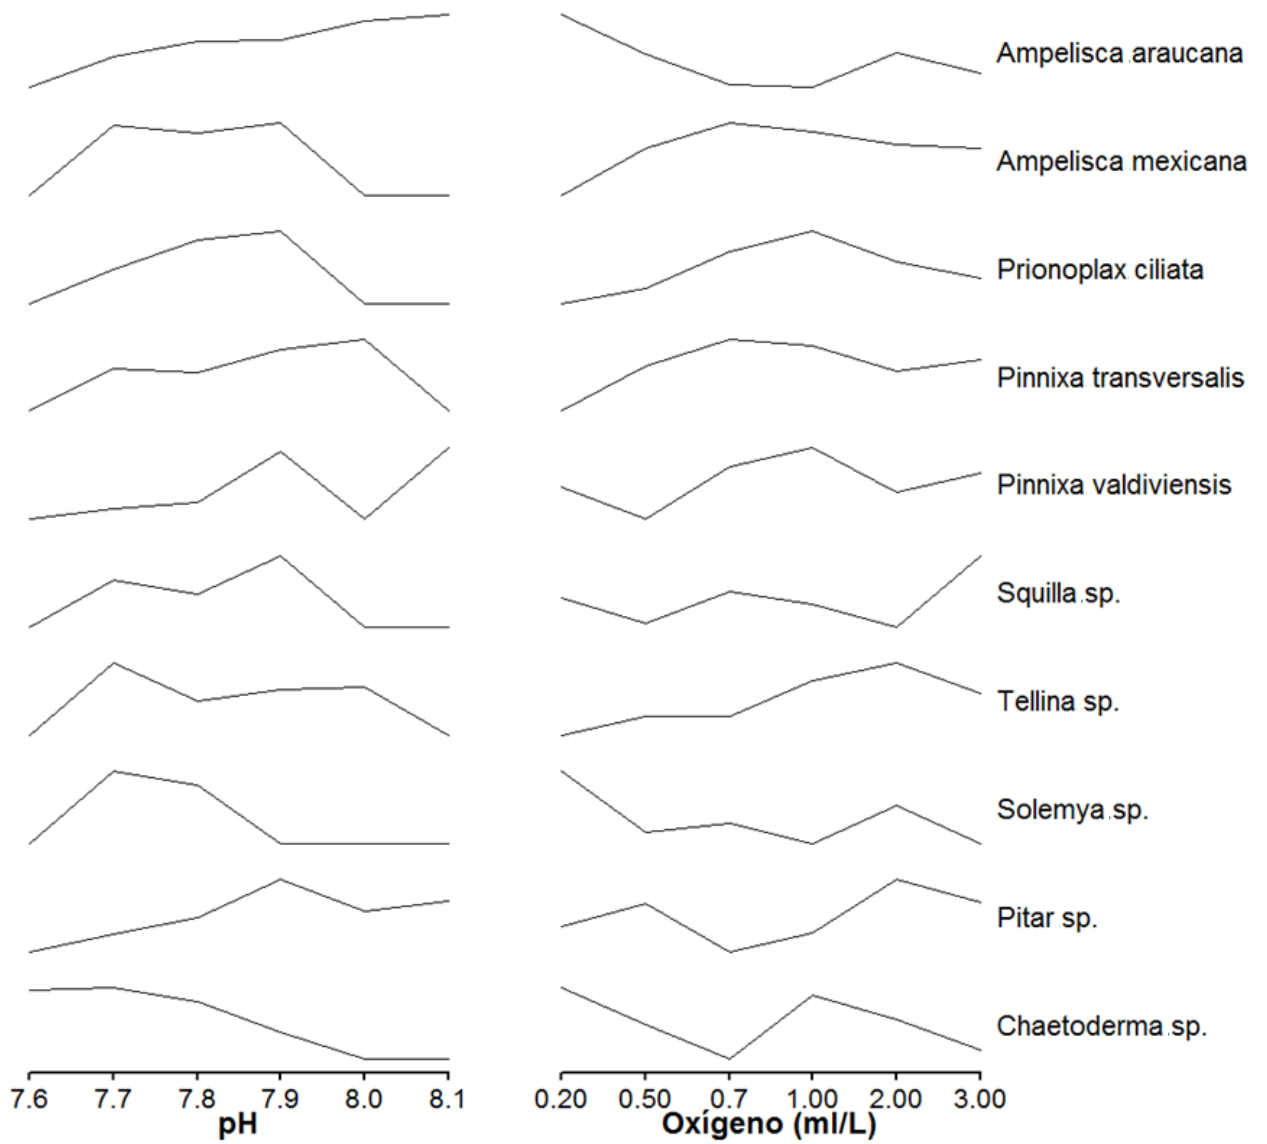 Ampelisca araucana
Ampelisca mexicana
Prionoplax ciliata
Pinnixa transversalis
Pinnixa valdiviensis
Squilla sp.
Tellina sp.
Solemya sp.
Pitar sp.
Chaetoderma sp.
7.6 7.7 7.8 7.9 8.0 8.1 0.20 0.50 0.7 1.00 2.00 3.00
pH Oxígeno (ml/L)